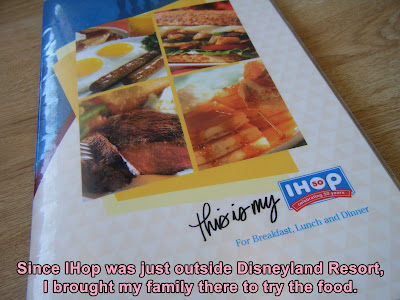 this is my
IHOP
50
celebrating 50 years
For Breakfast, Lunch and Dinner
Since IHop was just outside Disneyland Resort,
I brought my family there to try the food.